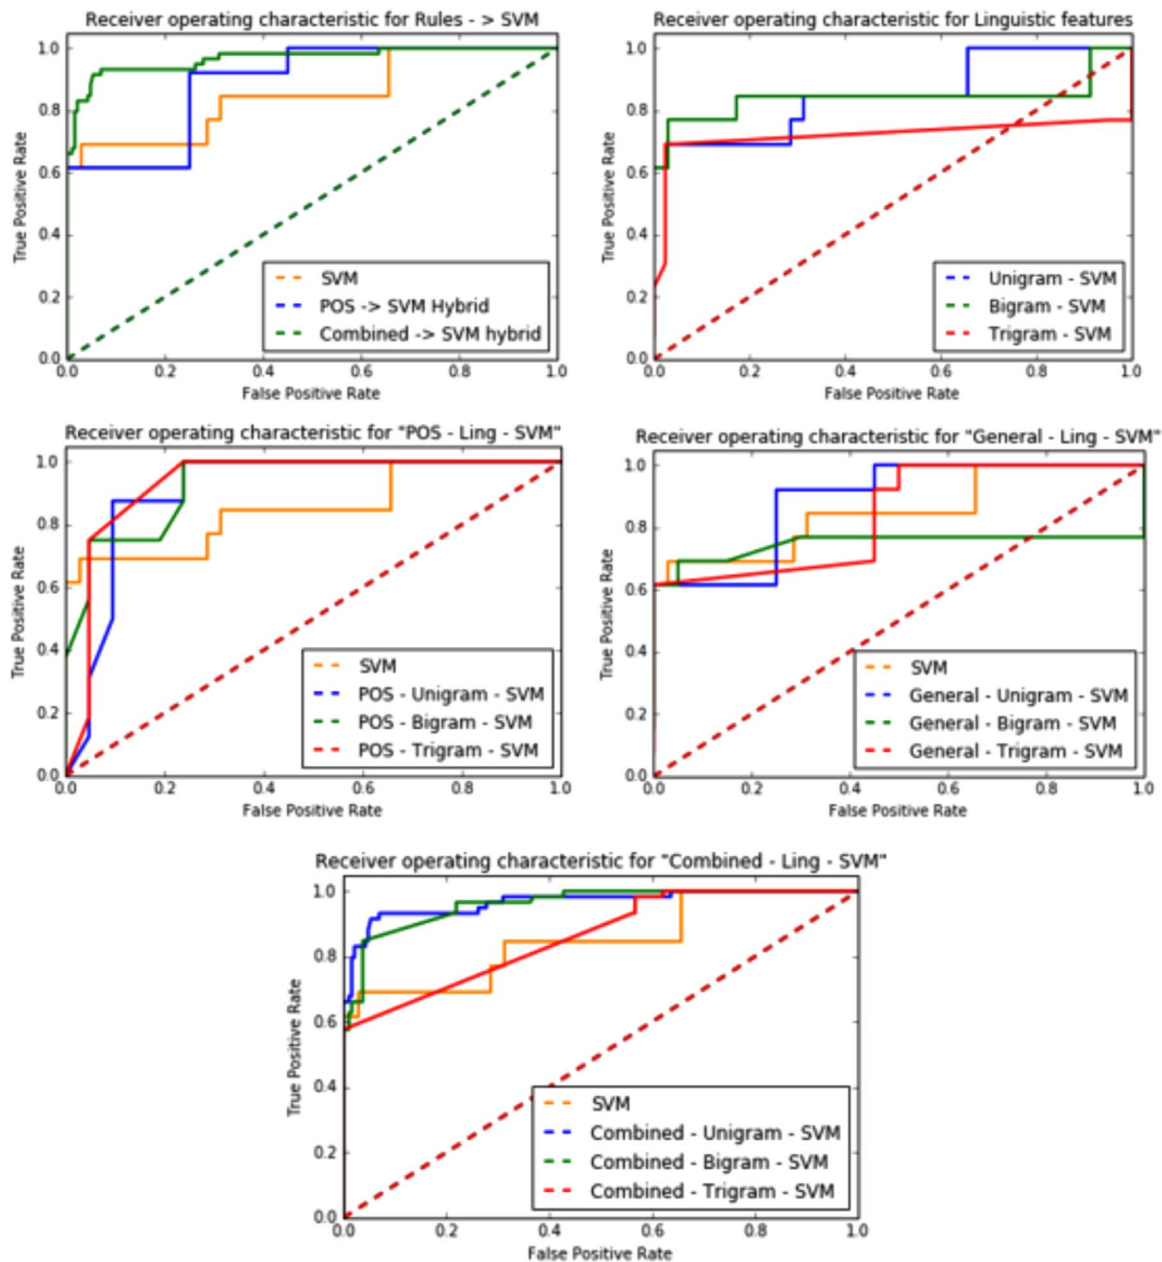 Receiver operating characteristic for Rules - > SVM
1.0
0.8
0.6
0.4
0.2
0.0
True Positive Rate
SVM
POS -> SVM Hybrid
Combined -> SVM hybrid
0.0 0.2 0.4 0.6 0.8 1.0
False Positive Rate
Receiver operating characteristic for Linguistic features
1.0
0.8
0.6
0.4
0.2
0.0
True Positive Rate
Unigram - SVM
Bigram - SVM
Trigram - SVM
0.0 0.2 0.4 0.6 0.8 1.0
False Positive Rate
Receiver operating characteristic for "POS - Ling - SVM"
1.0
0.8
0.6
0.4
0.2
0.0
True Positive Rate
SVM
POS - Unigram - SVM
POS - Bigram - SVM
POS - Trigram - SVM
0.0 0.2 0.4 0.6 0.8 1.0
False Positive Rate
Receiver operating characteristic for "General - Ling - SVM"
1.0
0.8
0.6
0.4
0.2
0.0
True Positive Rate
SVM
General - Unigram - SVM
General - Bigram - SVM
General - Trigram - SVM
0.0 0.2 0.4 0.6 0.8 1.0
False Positive Rate
Receiver operating characteristic for "Combined - Ling - SVM"
1.0
0.8
0.6
0.4
0.2
0.0
True Positive Rate
SVM
Combined - Unigram - SVM
Combined - Bigram - SVM
Combined - Trigram - SVM
0.0 0.2 0.4 0.6 0.8 1.0
False Positive Rate